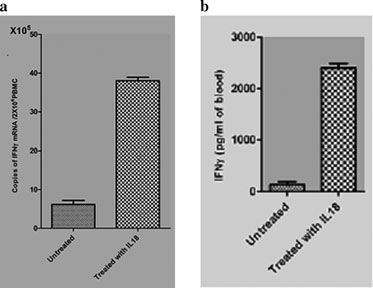 a
X10⁵
50
40
30
20
10
0
Copies of IFNγ mRNA /2X10⁶PBMC
Untreated
Treated with IL18
b
3000
2000
1000
0
IFNγ (pg/ml of blood)
Untreated
Treated with IL18